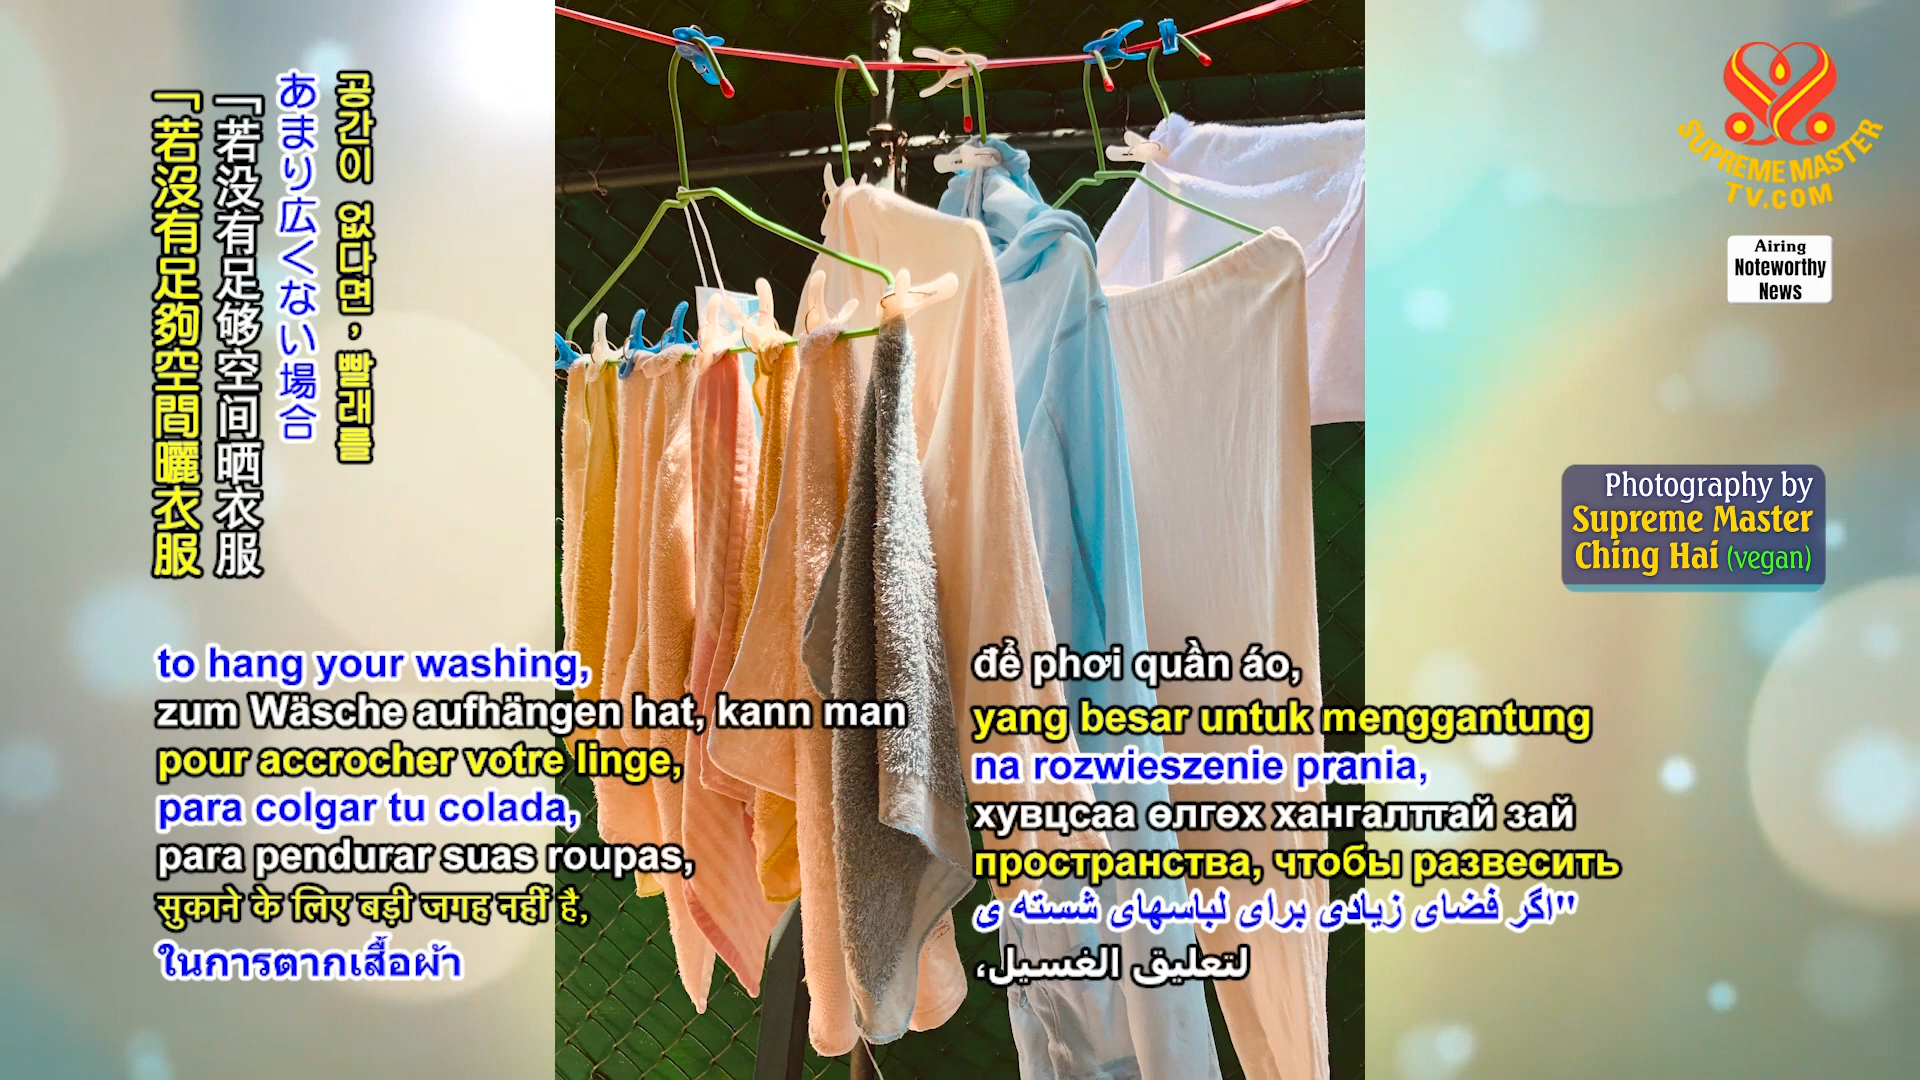 「若沒有足夠空間曬衣服
「若没有足够空间晒衣服
あまり広くない場合
공간이 없다면, 빨래를
to hang your washing,
zum Wäsche aufhängen hat, kann man
pour accrocher votre linge,
para colgar tu colada,
para pendurar suas roupas,
सुकाने के लिए बड़ी जगह नहीं है,
ในการตากเสื้อผ้า
để phơi quần áo,
yang besar untuk menggantung
na rozwieszenie prania,
хувцсаа өлгөх хангалттай зай
пространства, чтобы развесить
"اگر فضای زیادی برای لباسهای شسته ی
لتعليق الغسيل،
SUPREME MASTER
TV.COM
Airing
Noteworthy
News
Photography by
Supreme Master
Ching Hai (vegan)